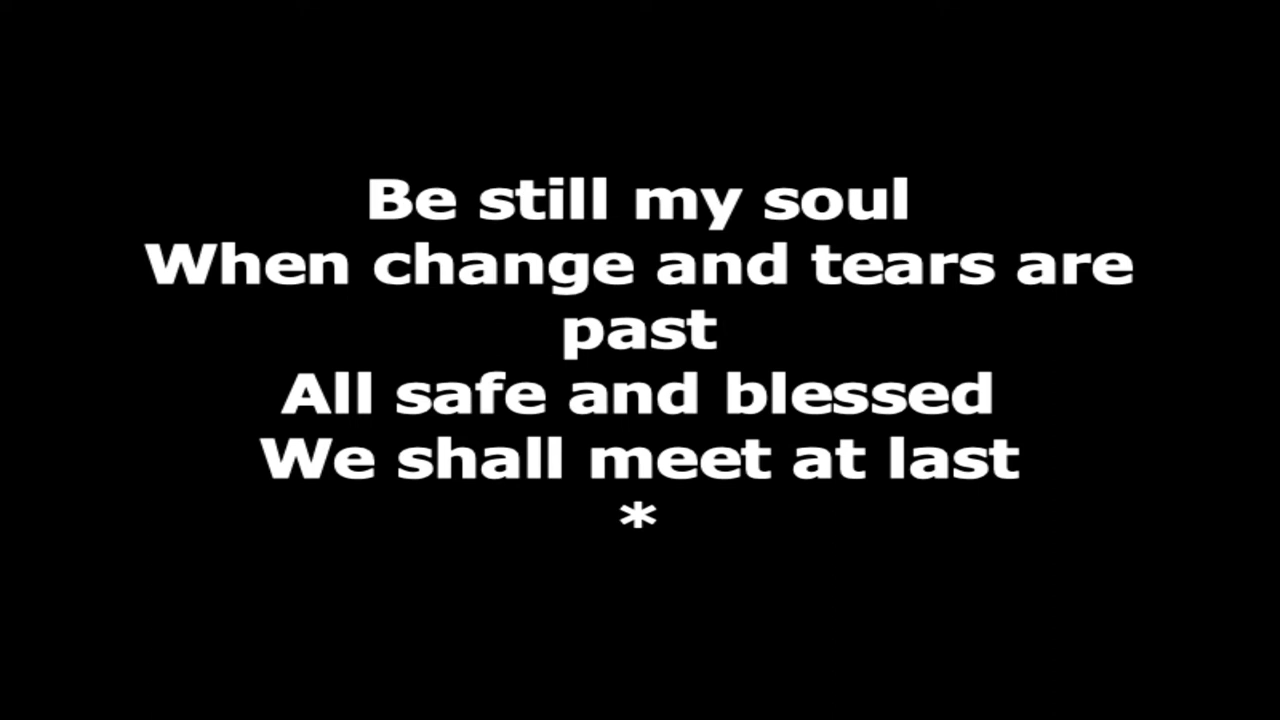 Be still my soul
When change and tears are
past
All safe and blessed
We shall meet at last
*